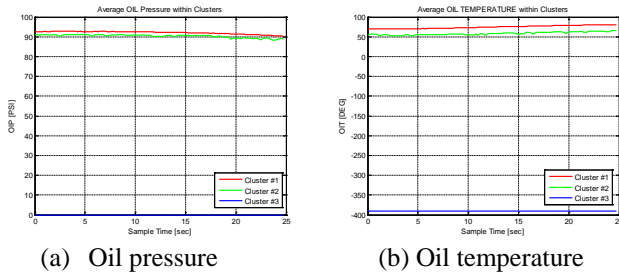 Average OIL Pressure within Clusters
OIP [PSI]
100
90
80
70
60
50
40
30
20
10
0
0 5 10 15 20 25
Sample Time [sec]
Cluster #1
Cluster #2
Cluster #3
(a) Oil pressure
Average OIL TEMPERATURE within Clusters
OIT [DEG]
100
50
0
-50
-100
-150
-200
-250
-300
-350
-400
0 5 10 15 20 2
Sample Time [sec]
Cluster #1
Cluster #2
Cluster #3
(b) Oil temperature